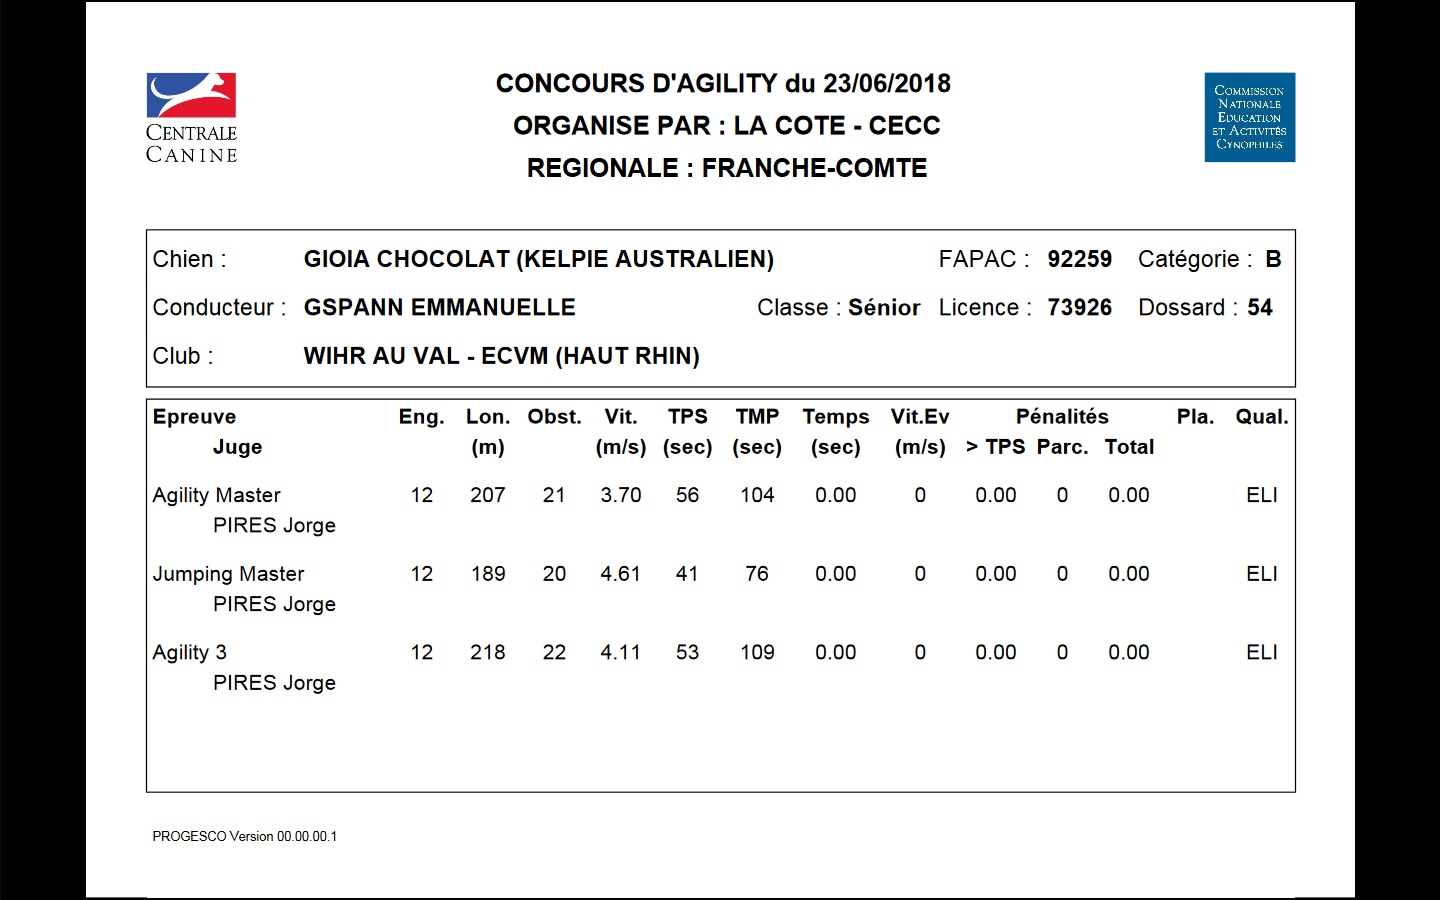 CENTRALE
CANINE
CONCOURS D'AGILITY du 23/06/2018
ORGANISE PAR : LA COTE - CECC
REGIONALE : FRANCHE-COMTE
COMMISSION
NATIONALE
EDUCATION
ET ACTIVITÉS
CYNOPHILES
Chien : GIOIA CHOCOLAT (KELPIE AUSTRALIEN) FAPAC : 92259 Catégorie : B
Conducteur : GSPANN EMMANUELLE Classe : Sénior Licence : 73926 Dossard : 54
Club : WIHR AU VAL - ECVM (HAUT RHIN)
Epreuve Eng. Lon. Obst. Vit. TPS TMP Temps Vit.Ev Pénalités Pla. Qual.
Juge (m) (m/s) (sec) (sec) (sec) (m/s) > TPS Parc. Total
Agility Master 12 207 21 3.70 56 104 0.00 0 0.00 0 0.00 ELI
PIRES Jorge
Jumping Master 12 189 20 4.61 41 76 0.00 0 0.00 0 0.00 ELI
PIRES Jorge
Agility 3 12 218 22 4.11 53 109 0.00 0 0.00 0 0.00 ELI
PIRES Jorge
PROGESCO Version 00.00.00.1